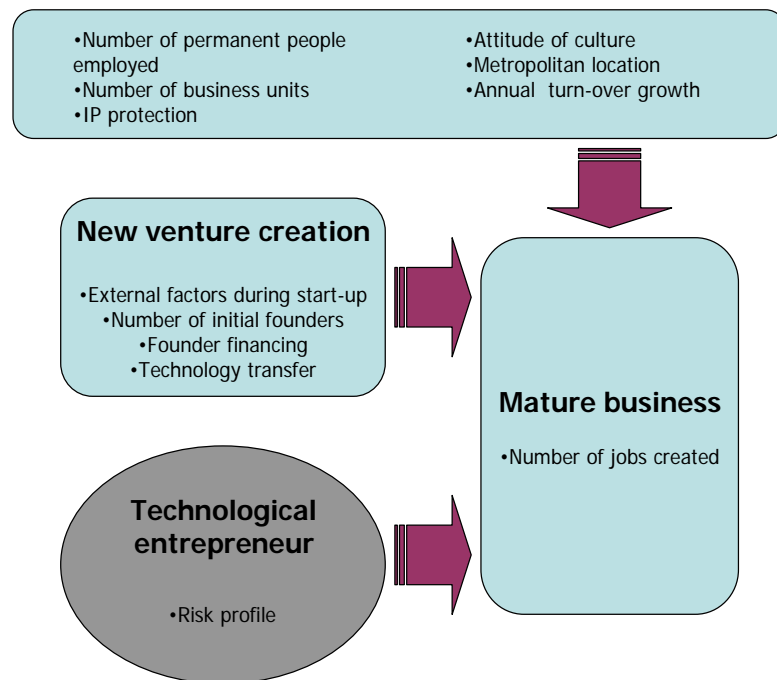 •Number of permanent people
employed
•Number of business units
•IP protection
•Attitude of culture
•Metropolitan location
•Annual turn-over growth
New venture creation
•External factors during start-up
•Number of initial founders
•Founder financing
•Technology transfer
Mature business
•Number of jobs created
Technological
entrepreneur
•Risk profile